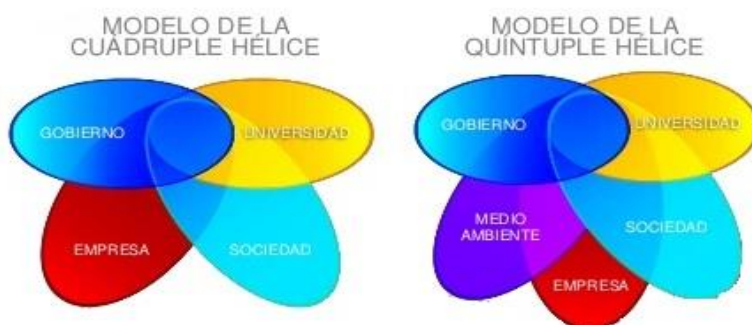 MODELO DE LA
CUÁDRUPLE HÉLICE
GOBIERNO
UNIVERSIDAD
EMPRESA
SOCIEDAD
MODELO DE LA
QUÍNTUPLE HÉLICE
GOBIERNO
UNIVERSIDAD
MEDIO
AMBIENTE
SOCIEDAD
EMPRESA